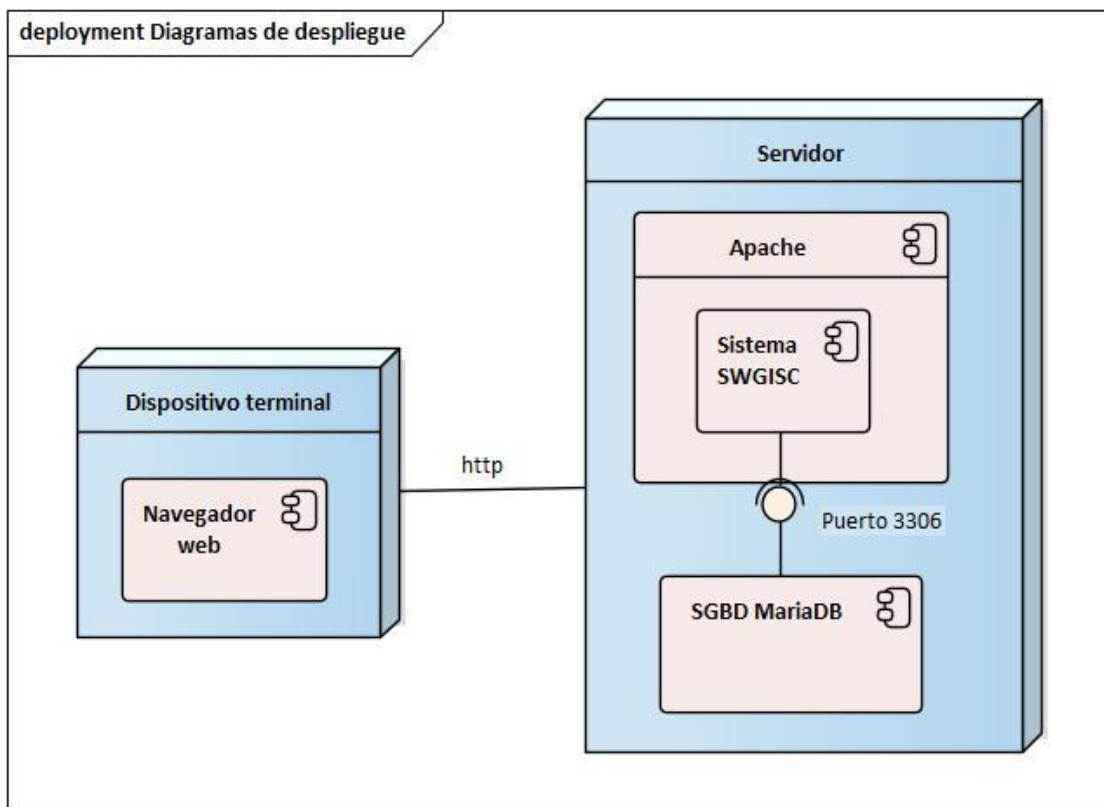 deployment Diagramas de despliegue
Servidor
Apache
Sistema
SWGISC
Dispositivo terminal
http
Navegador
web
Puerto 3306
SGBD MariaDB